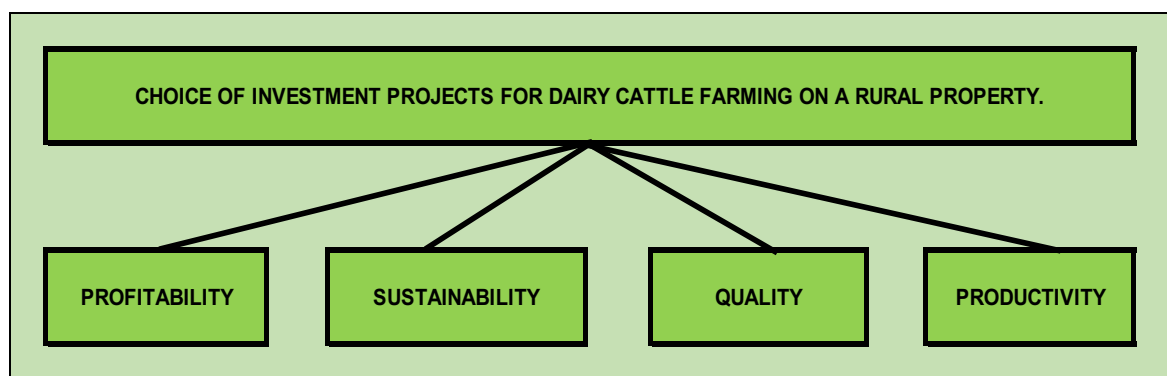 CHOICE OF INVESTMENT PROJECTS FOR DAIRY CATTLE FARMING ON A RURAL PROPERTY.
PROFITABILITY
SUSTAINABILITY
QUALITY
PRODUCTIVITY